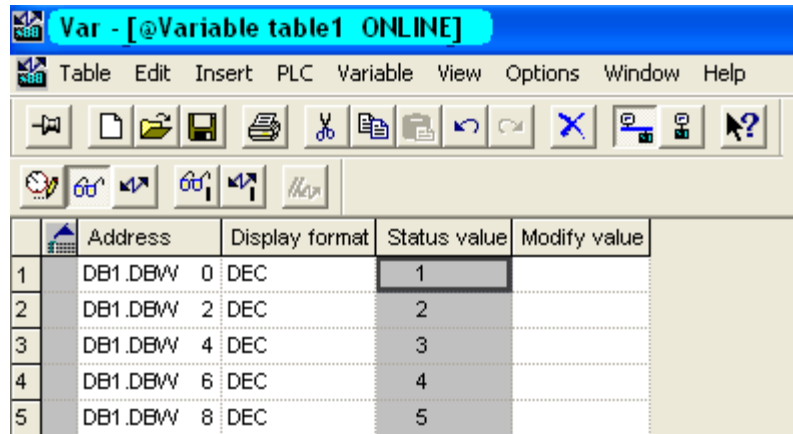 Var - [@Variable table1 ONLINE]
Table Edit Insert PLC Variable View Options Window Help
Address Display format Status value Modify value
1 DB1.DBW 0 DEC 1
2 DB1.DBW 2 DEC 2
3 DB1.DBW 4 DEC 3
4 DB1.DBW 6 DEC 4
5 DB1.DBW 8 DEC 5